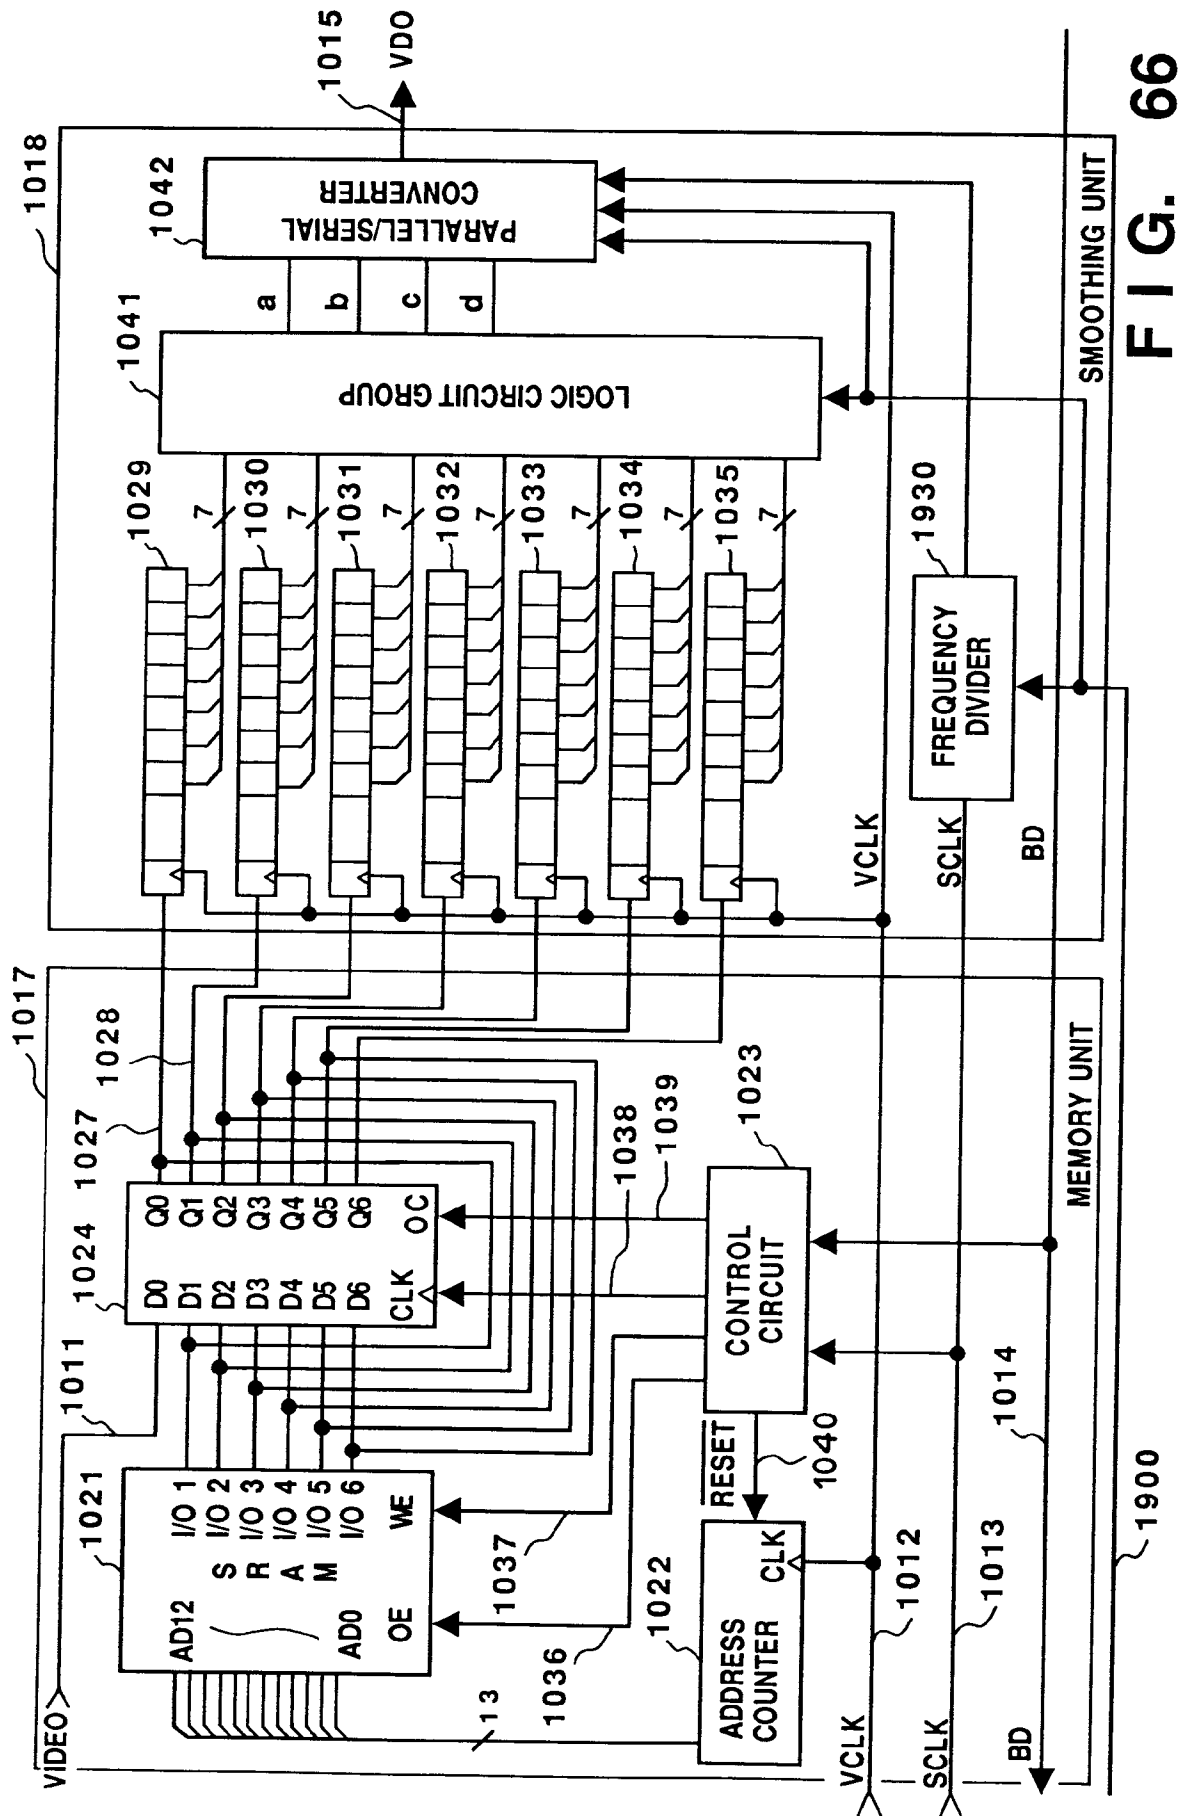 VIDEO
1011
1017
1018
1021
AD12
AD0
S
R
A
M
I/O 1
I/O 2
I/O 3
I/O 4
I/O 5
I/O 6
OE
WE
1024
D0
D1
D2
D3
D4
D5
D6
CLK
Q0
Q1
Q2
Q3
Q4
Q5
Q6
OC
1027
1028
1029
7
1030
7
1031
7
1032
7
1033
7
1034
7
1035
7
1041
LOGIC CIRCUIT GROUP
a
b
c
d
1042
PARALLEL/SERIAL
CONVERTER
1015
VDO
13
1036
1037
1038
1039
1022
ADDRESS
COUNTER
CLK
RESET
1040
CONTROL
CIRCUIT
1023
VCLK
1012
VCLK
SCLK
1013
SCLK
FREQUENCY
DIVIDER
1930
BD
1014
BD
MEMORY UNIT
SMOOTHING UNIT
1900
FIG. 66